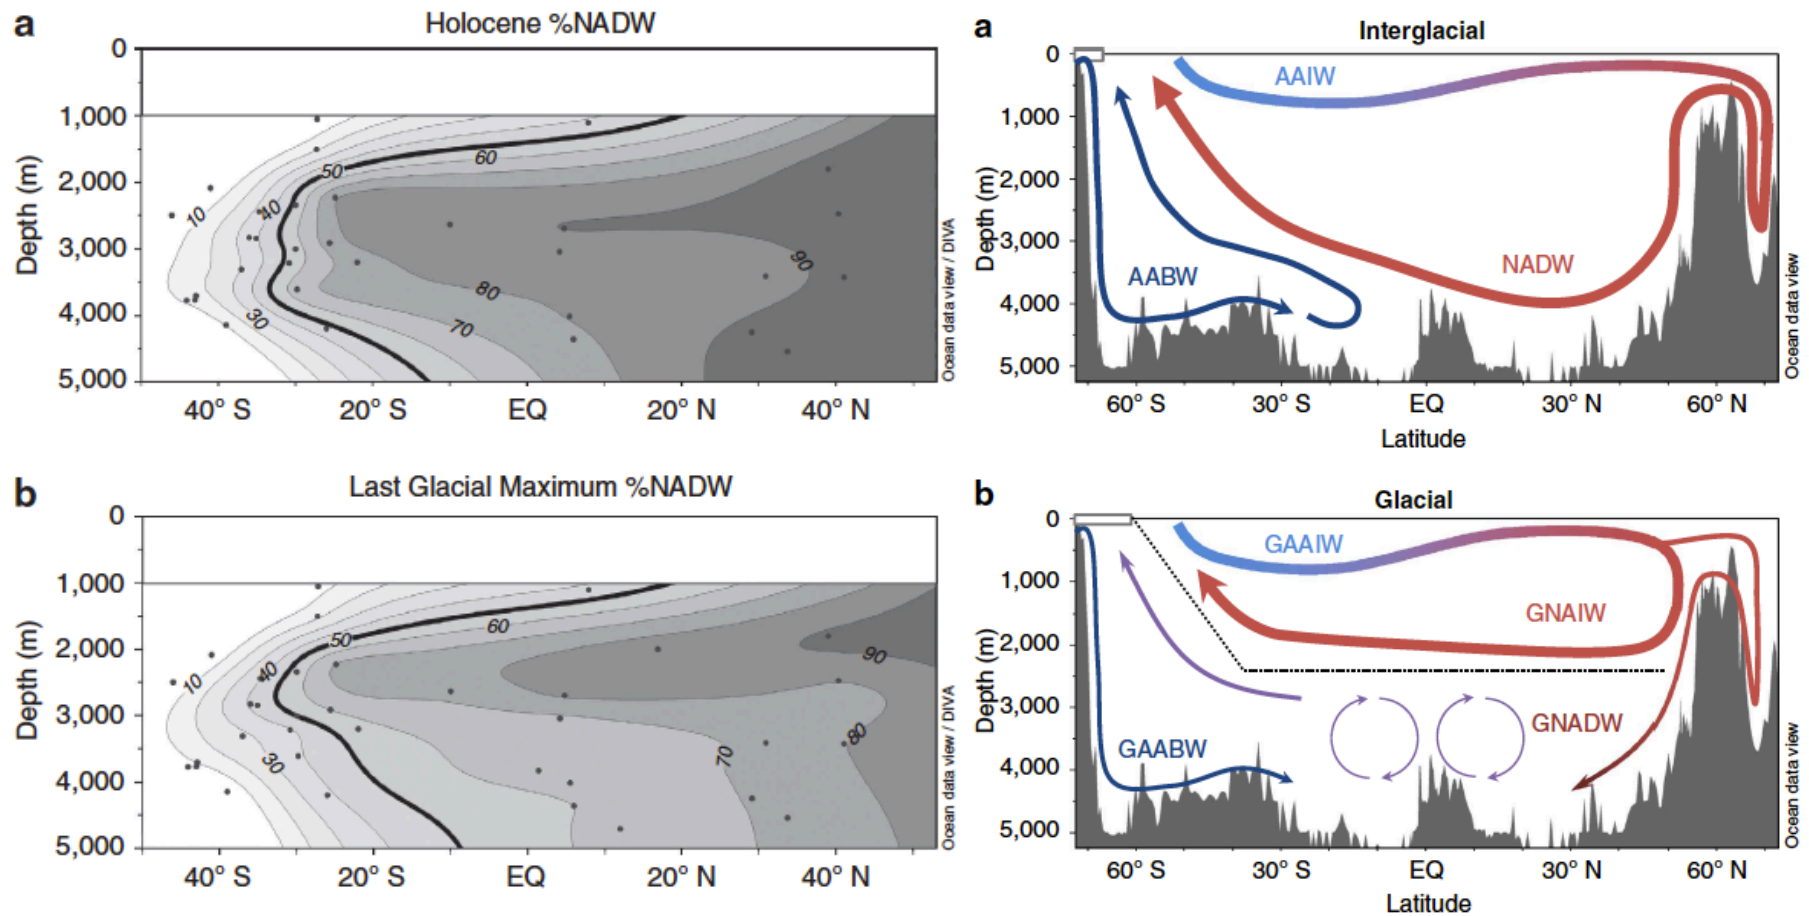 a
Holocene %NADW
0
1,000
2,000
3,000
4,000
5,000
Depth (m)
10
30
40
50
60
70
80
90
40° S
20° S
EQ
20° N
40° N
Ocean data view / DIVA
a
Interglacial
0
1,000
2,000
3,000
4,000
5,000
Depth (m)
AAIW
AABW
NADW
60° S
30° S
EQ
30° N
60° N
Latitude
Ocean data view
b
Last Glacial Maximum %NADW
0
1,000
2,000
3,000
4,000
5,000
Depth (m)
10
30
40
50
60
70
80
90
40° S
20° S
EQ
20° N
40° N
Ocean data view / DIVA
b
Glacial
0
1,000
2,000
3,000
4,000
5,000
Depth (m)
GAAIW
GNAIW
GNADW
GAABW
60° S
30° S
EQ
30° N
60° N
Latitude
Ocean data view